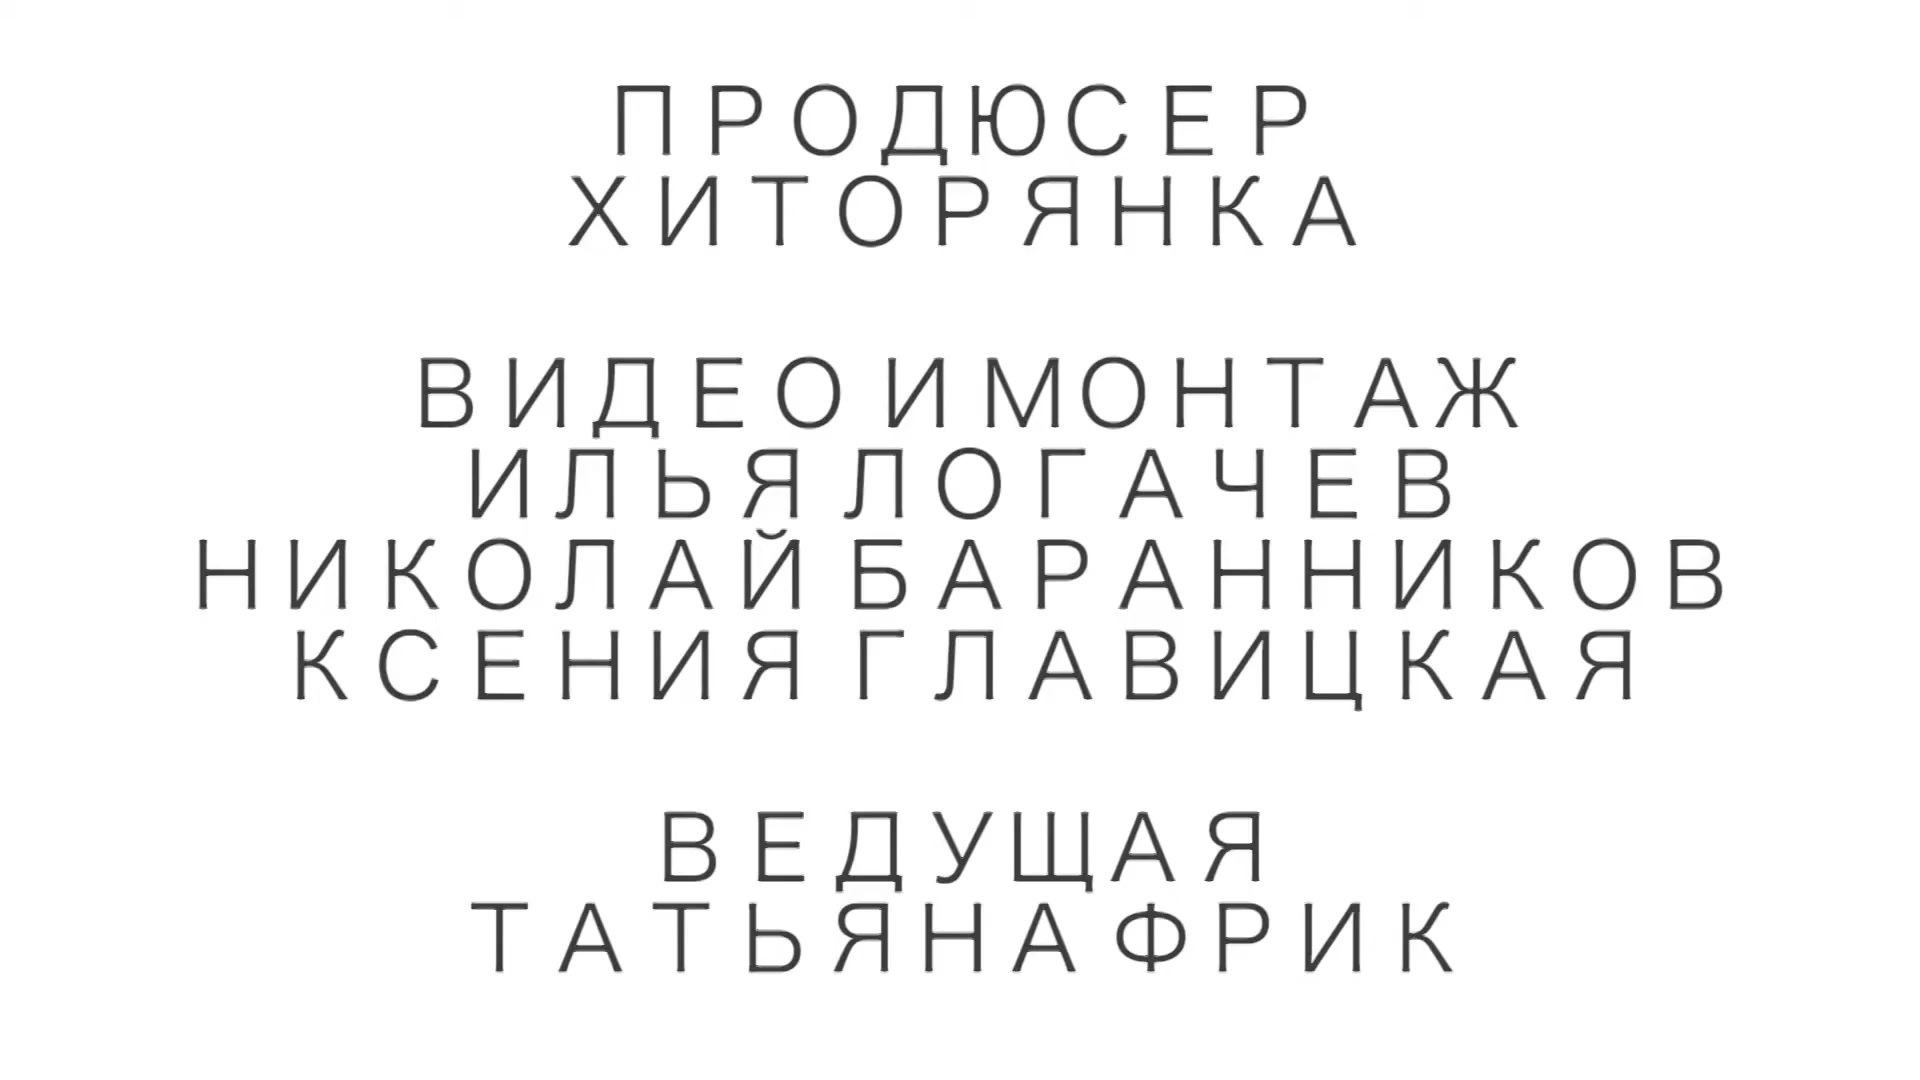 ПРОДЮСЕР
ХИТОРЯНКА
ВИДЕО И МОНТАЖ
ИЛЬЯ ЛОГАЧЕВ
НИКОЛАЙ БАРАННИКОВ
КСЕНИЯ ГЛАВИЦКАЯ
ВЕДУЩАЯ
ТАТЬЯНА ФРИК